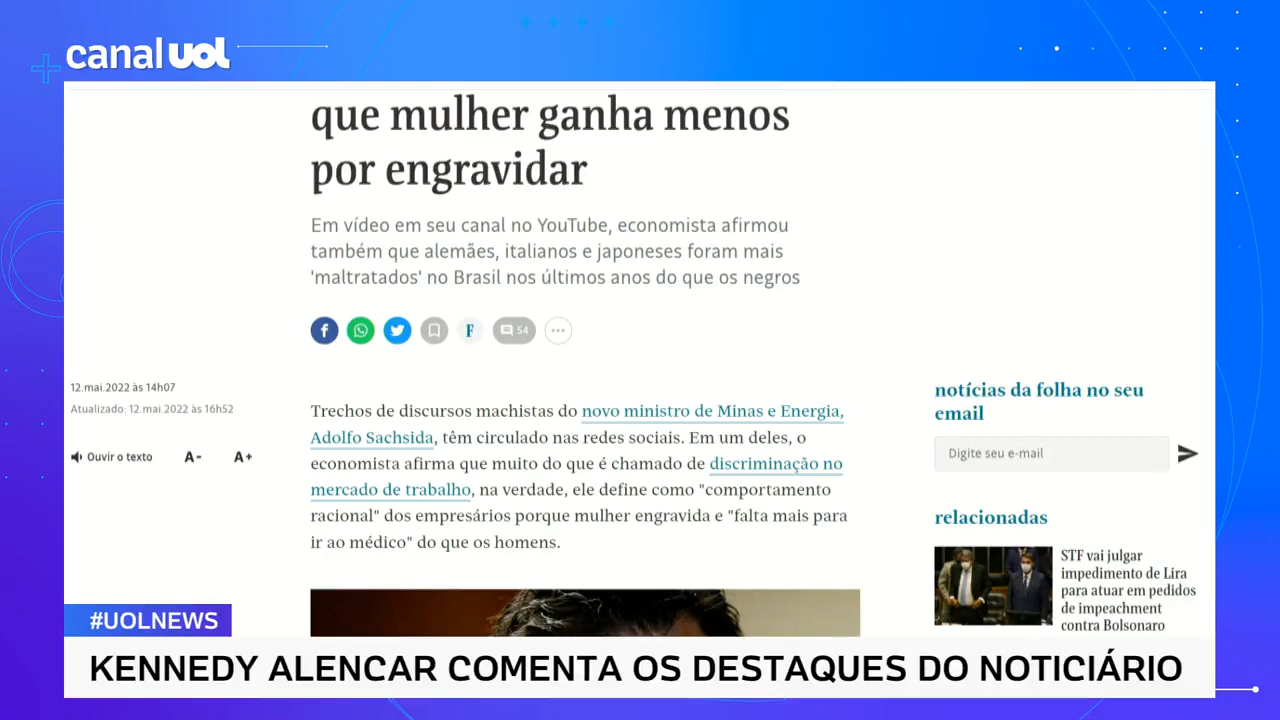 canal uol
que mulher ganha menos
por engravidar
Em vídeo em seu canal no YouTube, economista afirmou
também que alemães, italianos e japoneses foram mais
'maltratados' no Brasil nos últimos anos do que os negros
F
54
12.mai.2022 às 14h07
Atualizado: 12.mai.2022 às 16h52
Ouvir o texto A- A+
Trechos de discursos machistas do novo ministro de Minas e Energia,
Adolfo Sachsida, têm circulado nas redes sociais. Em um deles, o
economista afirma que muito do que é chamado de discriminação no
mercado de trabalho, na verdade, ele define como "comportamento
racional" dos empresários porque mulher engravida e "falta mais para
ir ao médico" do que os homens.
notícias da folha no seu
email
Digite seu e-mail
relacionadas
STF vai julgar
impedimento de Lira
para atuar em pedidos
de impeachment
contra Bolsonaro
#UOLNEWS
KENNEDY ALENCAR COMENTA OS DESTAQUES DO NOTICIÁRIO